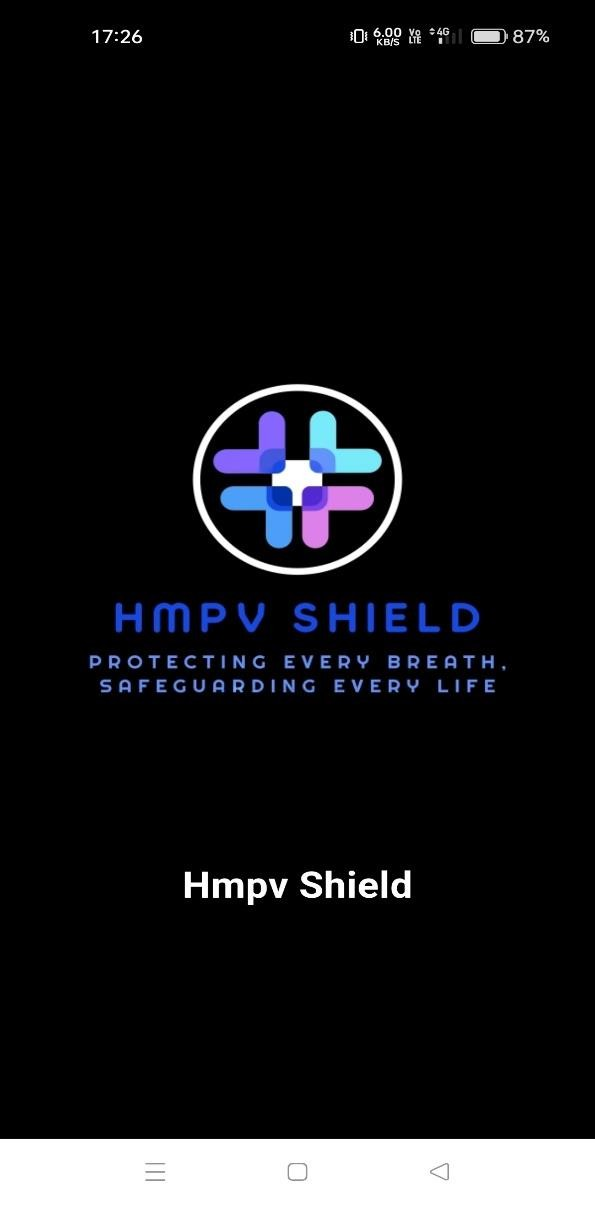 17:26 6.00 KB/S Vo LTE 4G 87%
HMPV SHIELD
PROTECTING EVERY BREATH,
SAFEGUARDING EVERY LIFE
Hmpv Shield